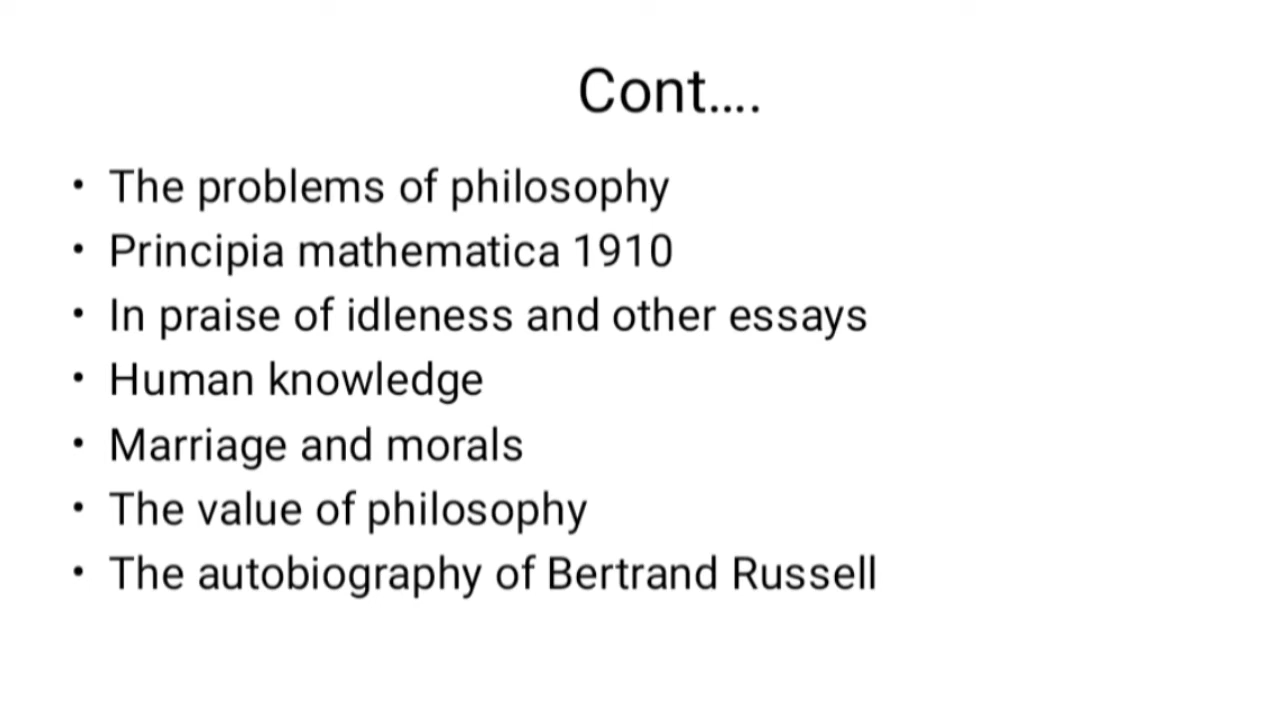 Cont....
• The problems of philosophy
• Principia mathematica 1910
• In praise of idleness and other essays
• Human knowledge
• Marriage and morals
• The value of philosophy
• The autobiography of Bertrand Russell